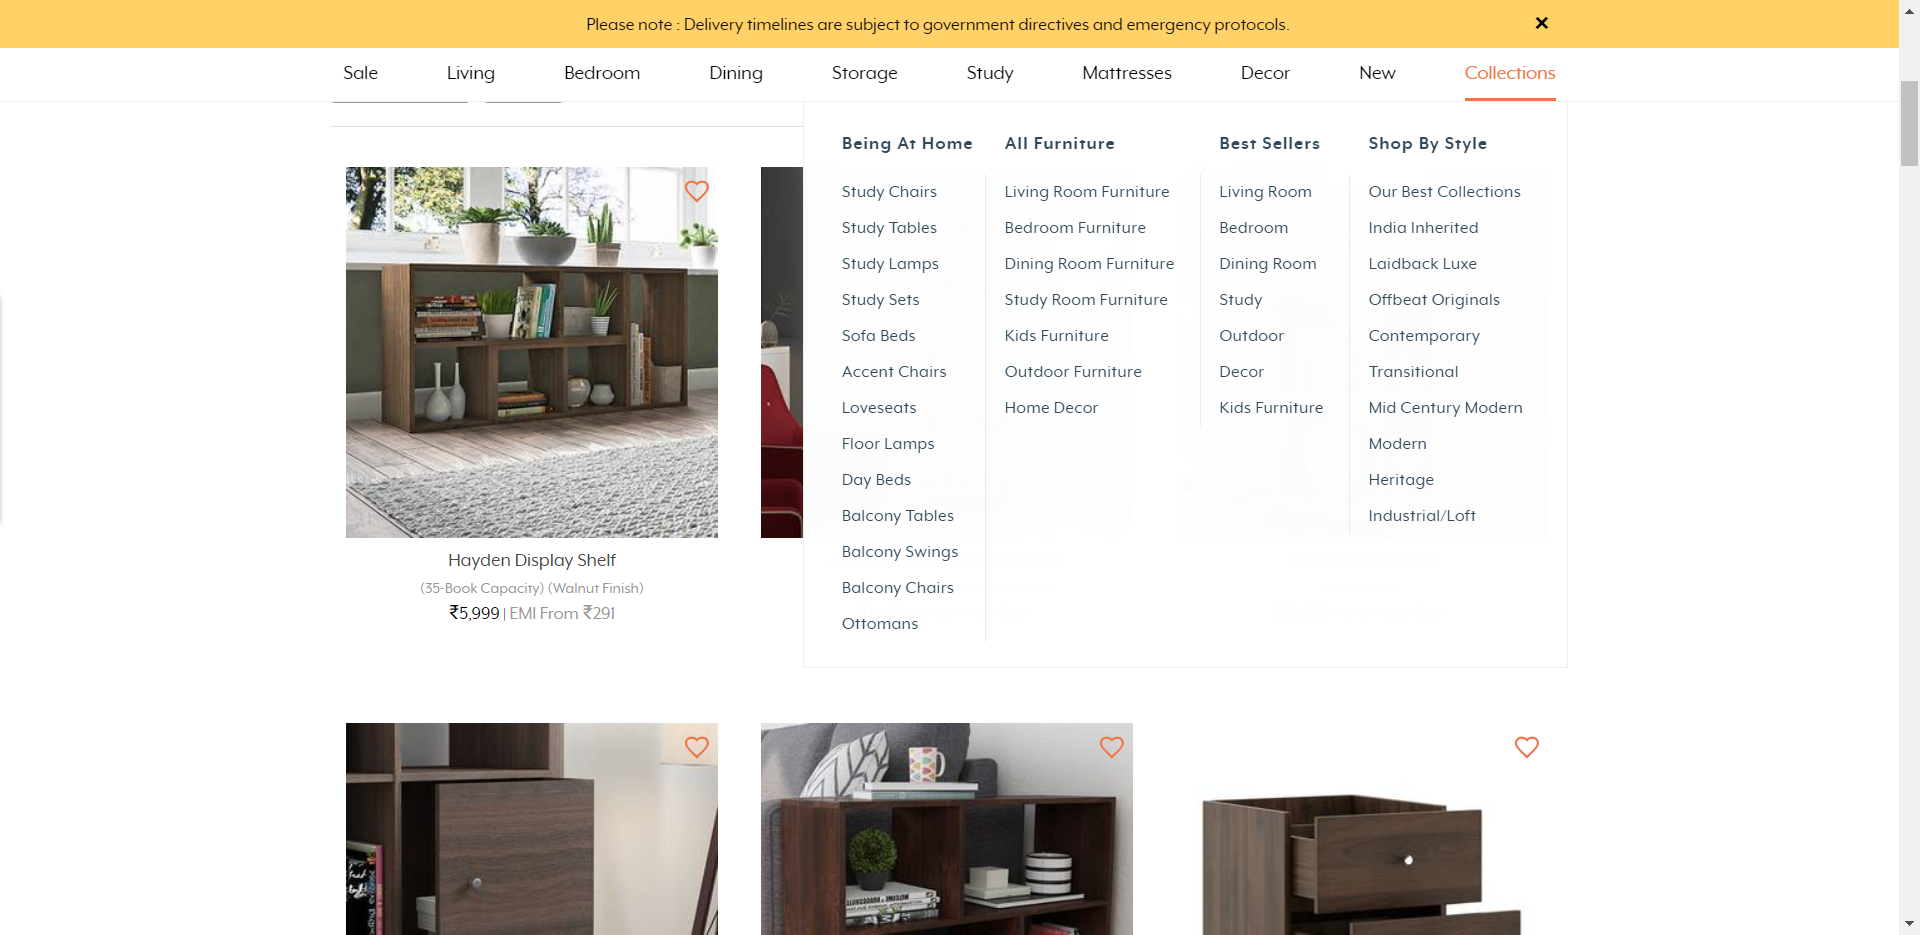 Please note : Delivery timelines are subject to government directives and emergency protocols.
Sale Living Bedroom Dining Storage Study Mattresses Decor New Collections
Being At Home
Study Chairs
Study Tables
Study Lamps
Study Sets
Sofa Beds
Accent Chairs
Loveseats
Floor Lamps
Day Beds
Balcony Tables
Balcony Swings
Balcony Chairs
Ottomans
All Furniture
Living Room Furniture
Bedroom Furniture
Dining Room Furniture
Study Room Furniture
Kids Furniture
Outdoor Furniture
Home Decor
Best Sellers
Living Room
Bedroom
Dining Room
Study
Outdoor
Decor
Kids Furniture
Shop By Style
Our Best Collections
India Inherited
Laidback Luxe
Offbeat Originals
Contemporary
Transitional
Mid Century Modern
Modern
Heritage
Industrial/Loft
Hayden Display Shelf
(35-Book Capacity) (Walnut Finish)
₹5,999 | EMI From ₹291